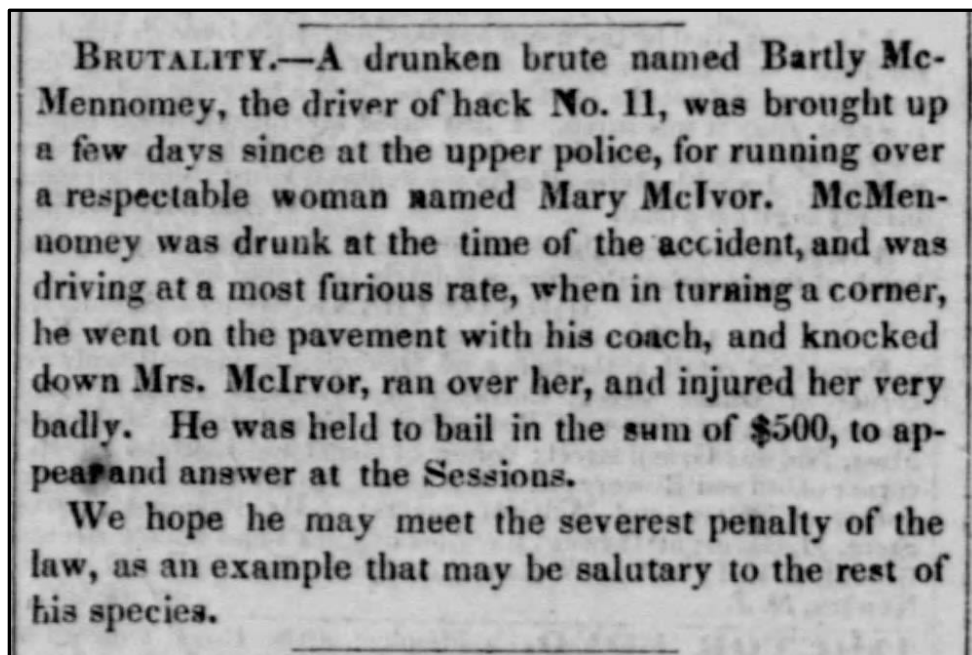 BRUTALITY.—A drunken brute named Bartly Mc-
Mennomey, the driver of hack No. 11, was brought up
a few days since at the upper police, for running over
a respectable woman named Mary McIvor. McMen-
nomey was drunk at the time of the accident, and was
driving at a most furious rate, when in turning a corner,
he went on the pavement with his coach, and knocked
down Mrs. McIrvor, ran over her, and injured her very
badly. He was held to bail in the sum of $500, to ap-
pear and answer at the Sessions.
We hope he may meet the severest penalty of the
law, as an example that may be salutary to the rest of
his species.